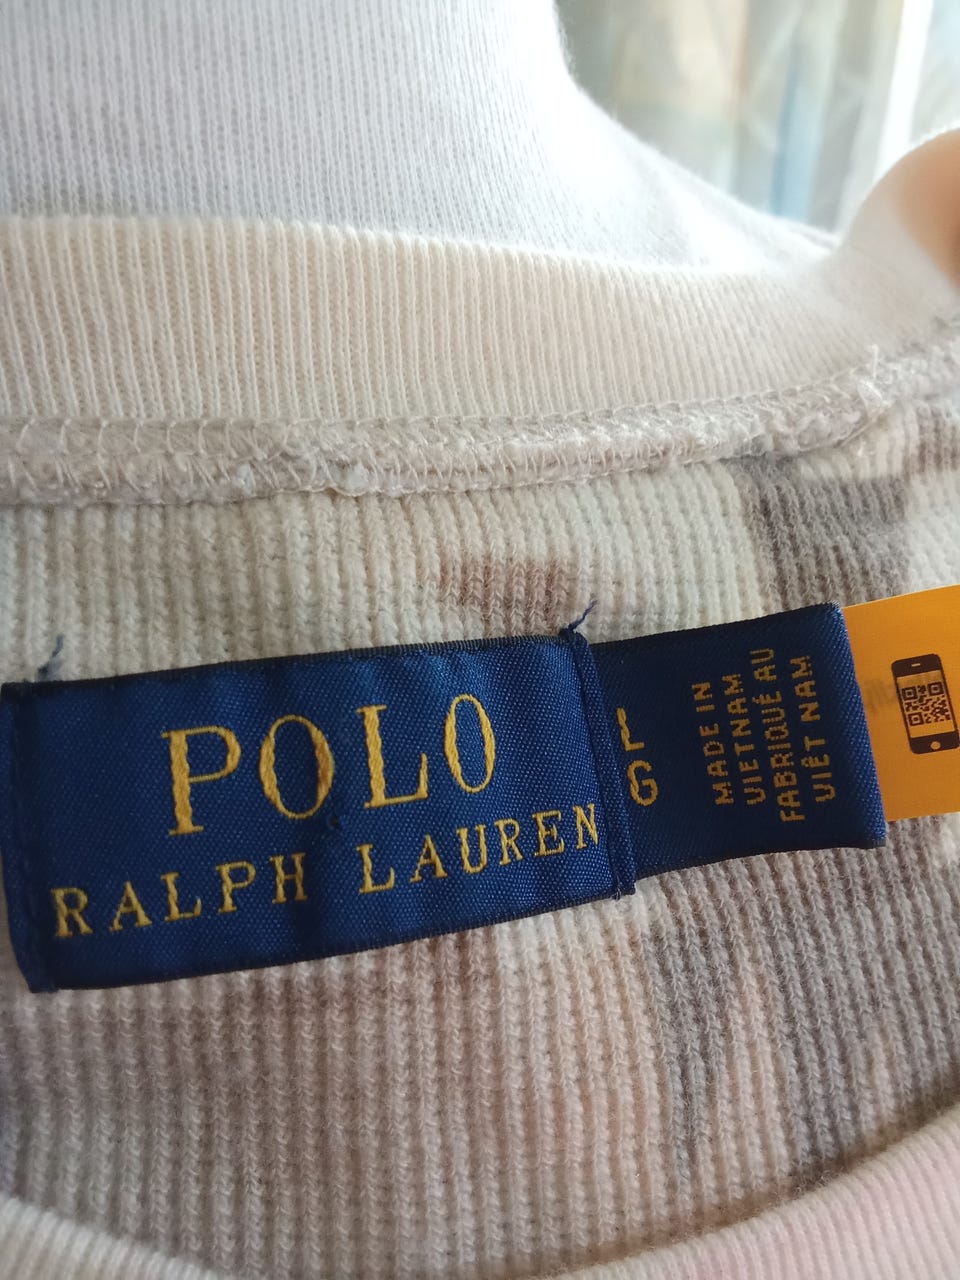 POLO
RALPH LAUREN
L
G
MADE IN
VIETNAM
FABRIQUÉ AU
VIÊT NAM